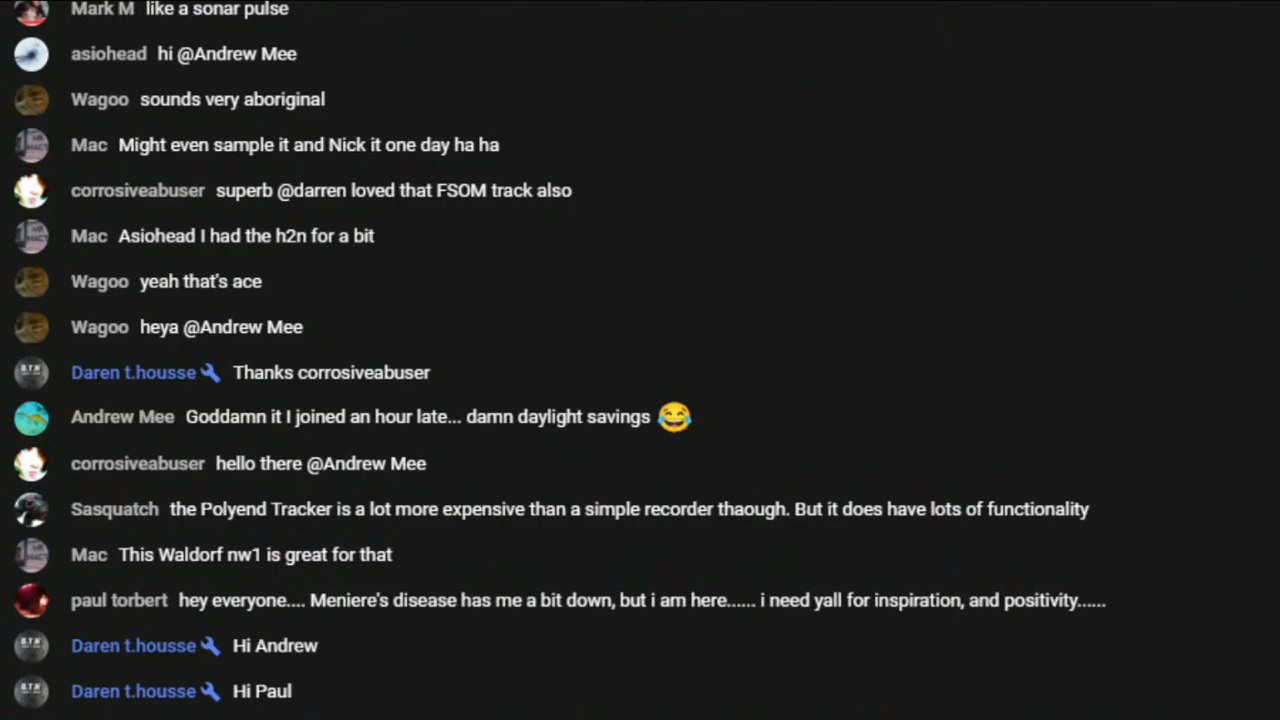 Mark M like a sonar pulse
asiohead hi @Andrew Mee
Wagoo sounds very aboriginal
Mac Might even sample it and Nick it one day ha ha
corrosiveabuser superb @darren loved that FSOM track also
Mac Asiohead I had the h2n for a bit
Wagoo yeah that's ace
Wagoo heya @Andrew Mee
Daren t.housse Thanks corrosiveabuser
Andrew Mee Goddamn it I joined an hour late... damn daylight savings 😂
corrosiveabuser hello there @Andrew Mee
Sasquatch the Polyend Tracker is a lot more expensive than a simple recorder thaough. But it does have lots of functionality
Mac This Waldorf nw1 is great for that
paul torbert hey everyone.... Meniere's disease has me a bit down, but i am here...... i need yall for inspiration, and positivity......
Daren t.housse Hi Andrew
Daren t.housse Hi Paul